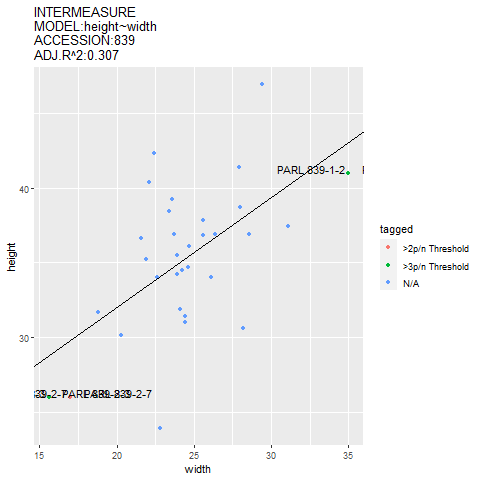 INTERMEASURE
MODEL:height~width
ACCESSION:839
ADJ.R^2:0.307
40
30
height
15
20
25
30
35
width
PARL 839-1-2
839-2-7
tagged
>2p/n Threshold
>3p/n Threshold
N/A